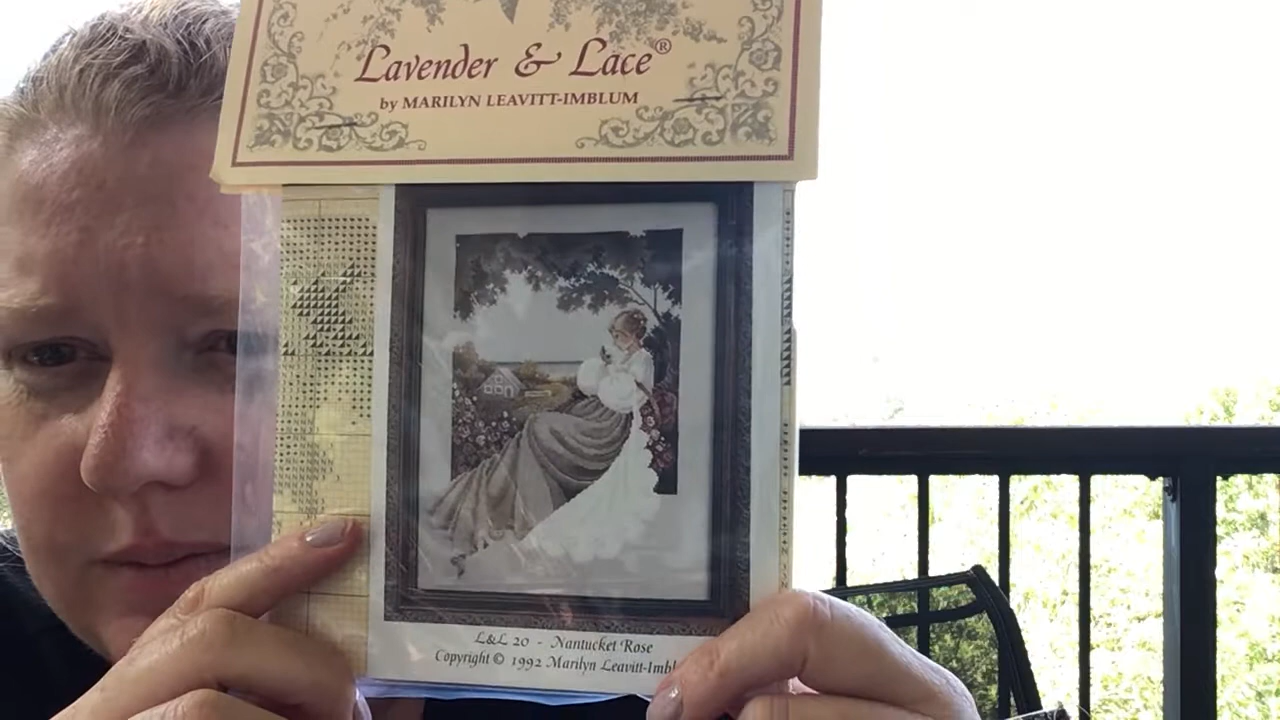 Lavender & Lace®
by MARILYN LEAVITT-IMBLUM
L&L 20 - Nantucket Rose
Copyright © 1992 Marilyn Leavitt-Imbl